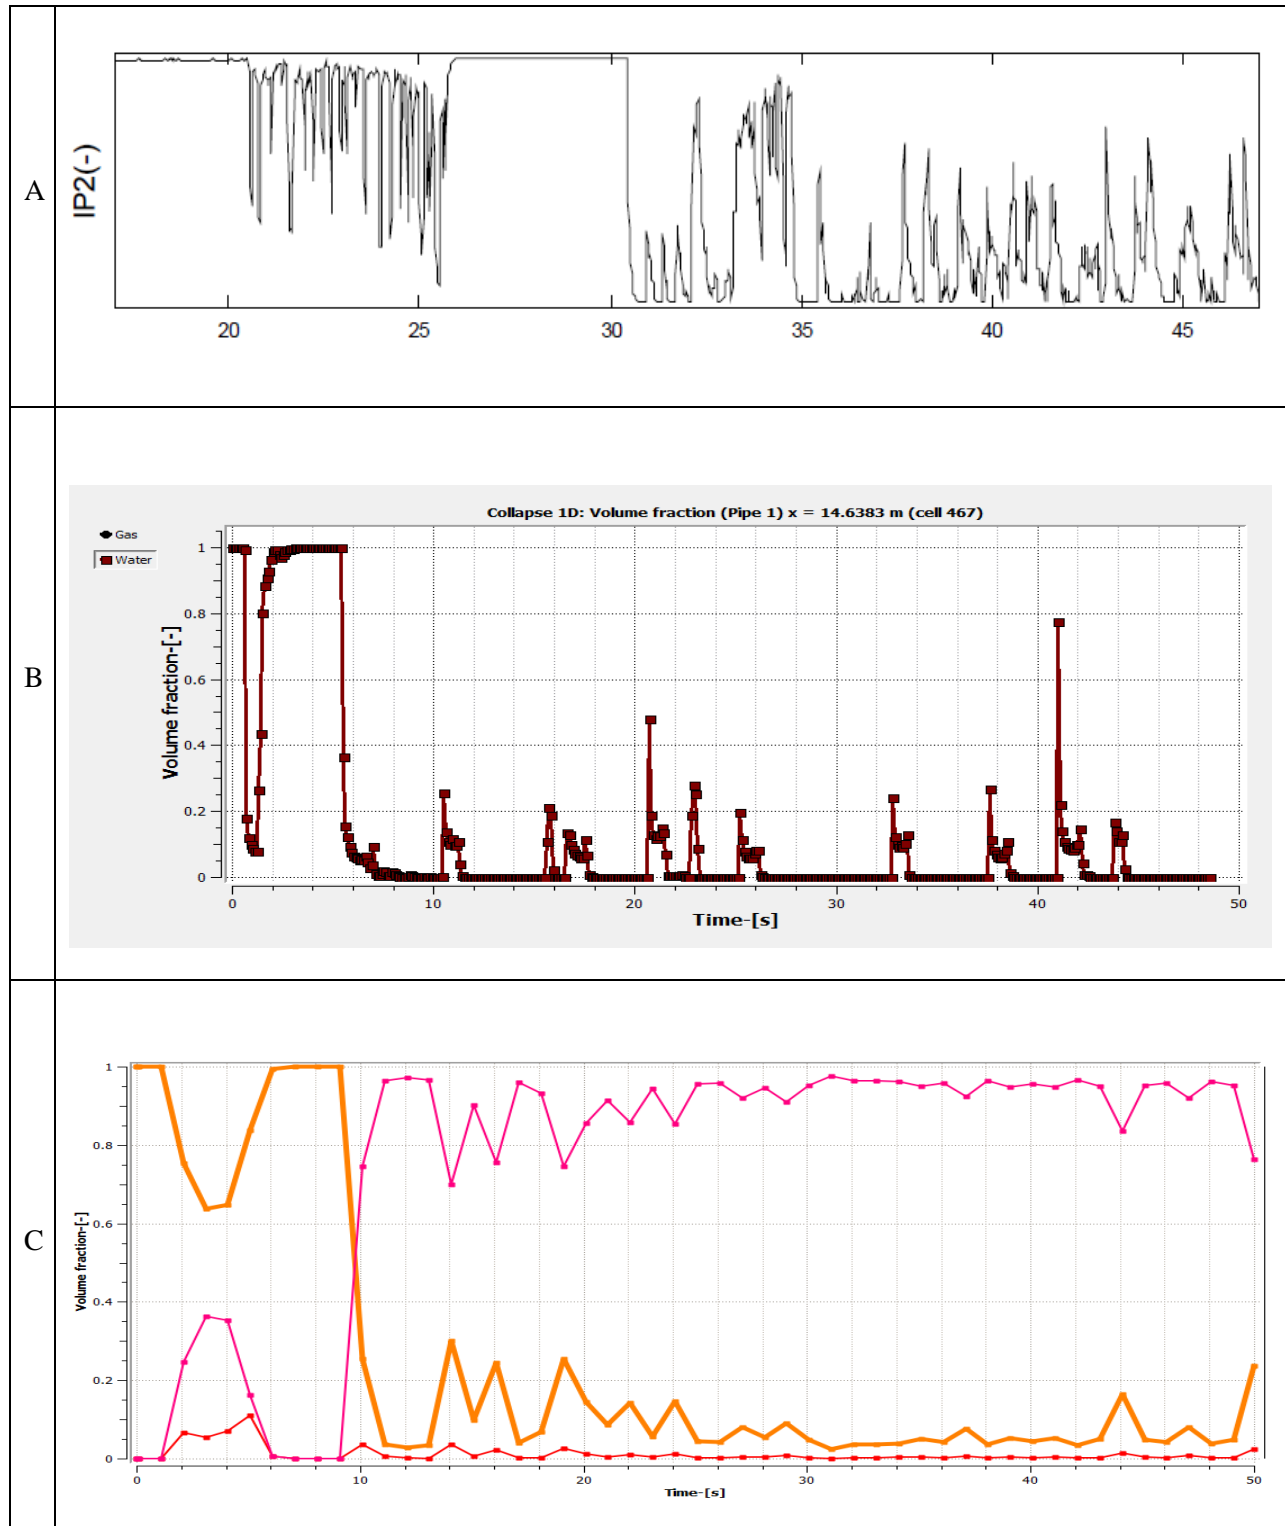 A
IP2(-)
20 25 30 35 40 45
B
Collapse 1D: Volume fraction (Pipe 1) x = 14.6383 m (cell 467)
Gas
Water
Volume fraction-[-]
1
0.8
0.6
0.4
0.2
0
0 10 20 30 40 50
Time-[s]
C
Volume fraction-[-]
1
0.8
0.6
0.4
0.2
0
0 10 20 30 40 50
Time-[s]